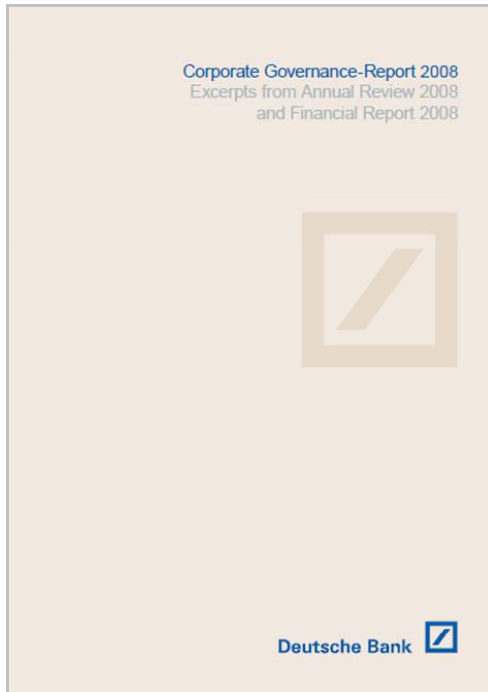 Corporate Governance-Report 2008
Excerpts from Annual Review 2008
and Financial Report 2008
Deutsche Bank